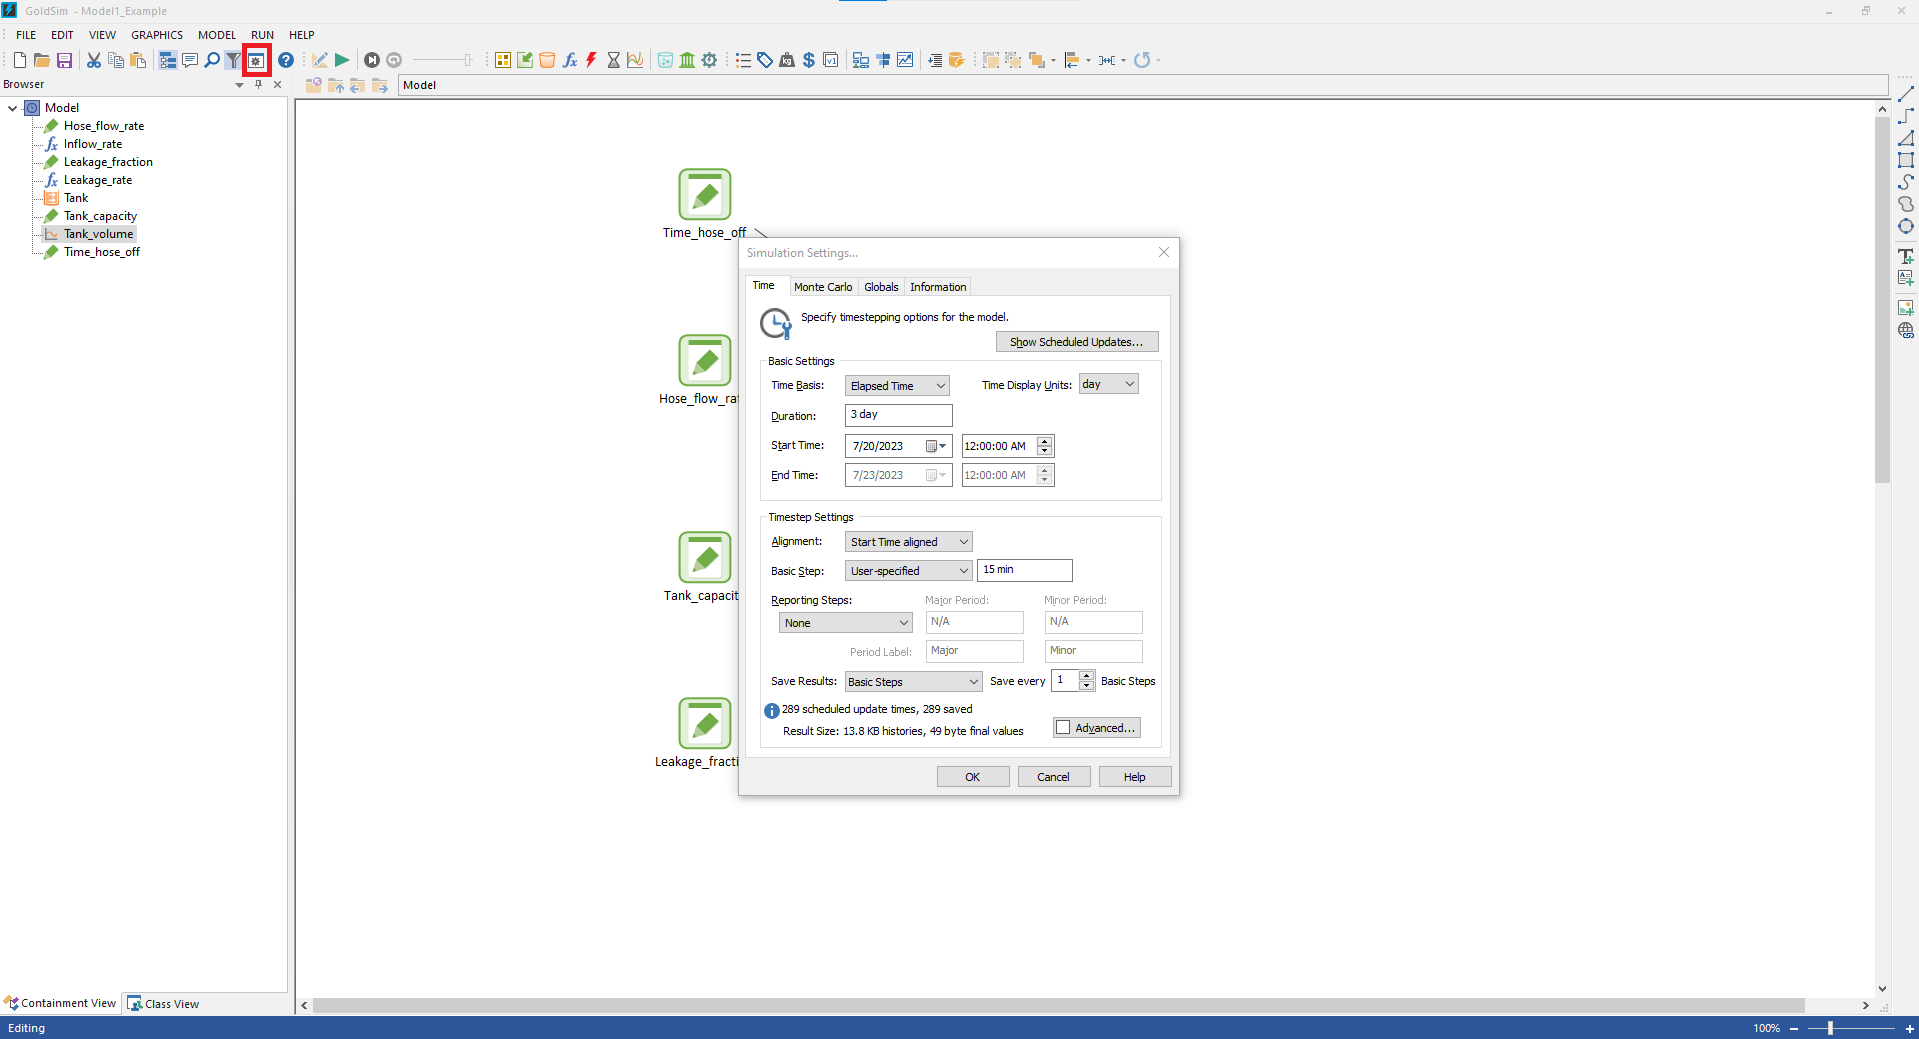 GoldSim - Model1_Example
FILE EDIT VIEW GRAPHICS MODEL RUN HELP
Browser
Model
Model
Hose_flow_rate
Inflow_rate
Leakage_fraction
Leakage_rate
Tank
Tank_capacity
Tank_volume
Time_hose_off
Time_hose_off
Hose_flow_rat
Tank_capacit
Leakage_fracti
Simulation Settings...
Time Monte Carlo Globals Information
Specify timestepping options for the model.
Show Scheduled Updates...
Basic Settings
Time Basis: Elapsed Time Time Display Units: day
Duration: 3 day
Start Time: 7/20/2023 12:00:00 AM
End Time: 7/23/2023 12:00:00 AM
Timestep Settings
Alignment: Start Time aligned
Basic Step: User-specified 15 min
Reporting Steps: Major Period: Minor Period:
None N/A N/A
Period Label: Major Minor
Save Results: Basic Steps Save every 1 Basic Steps
289 scheduled update times, 289 saved
Result Size: 13.8 KB histories, 49 byte final values
Advanced...
OK Cancel Help
Containment View Class View
Editing 100%